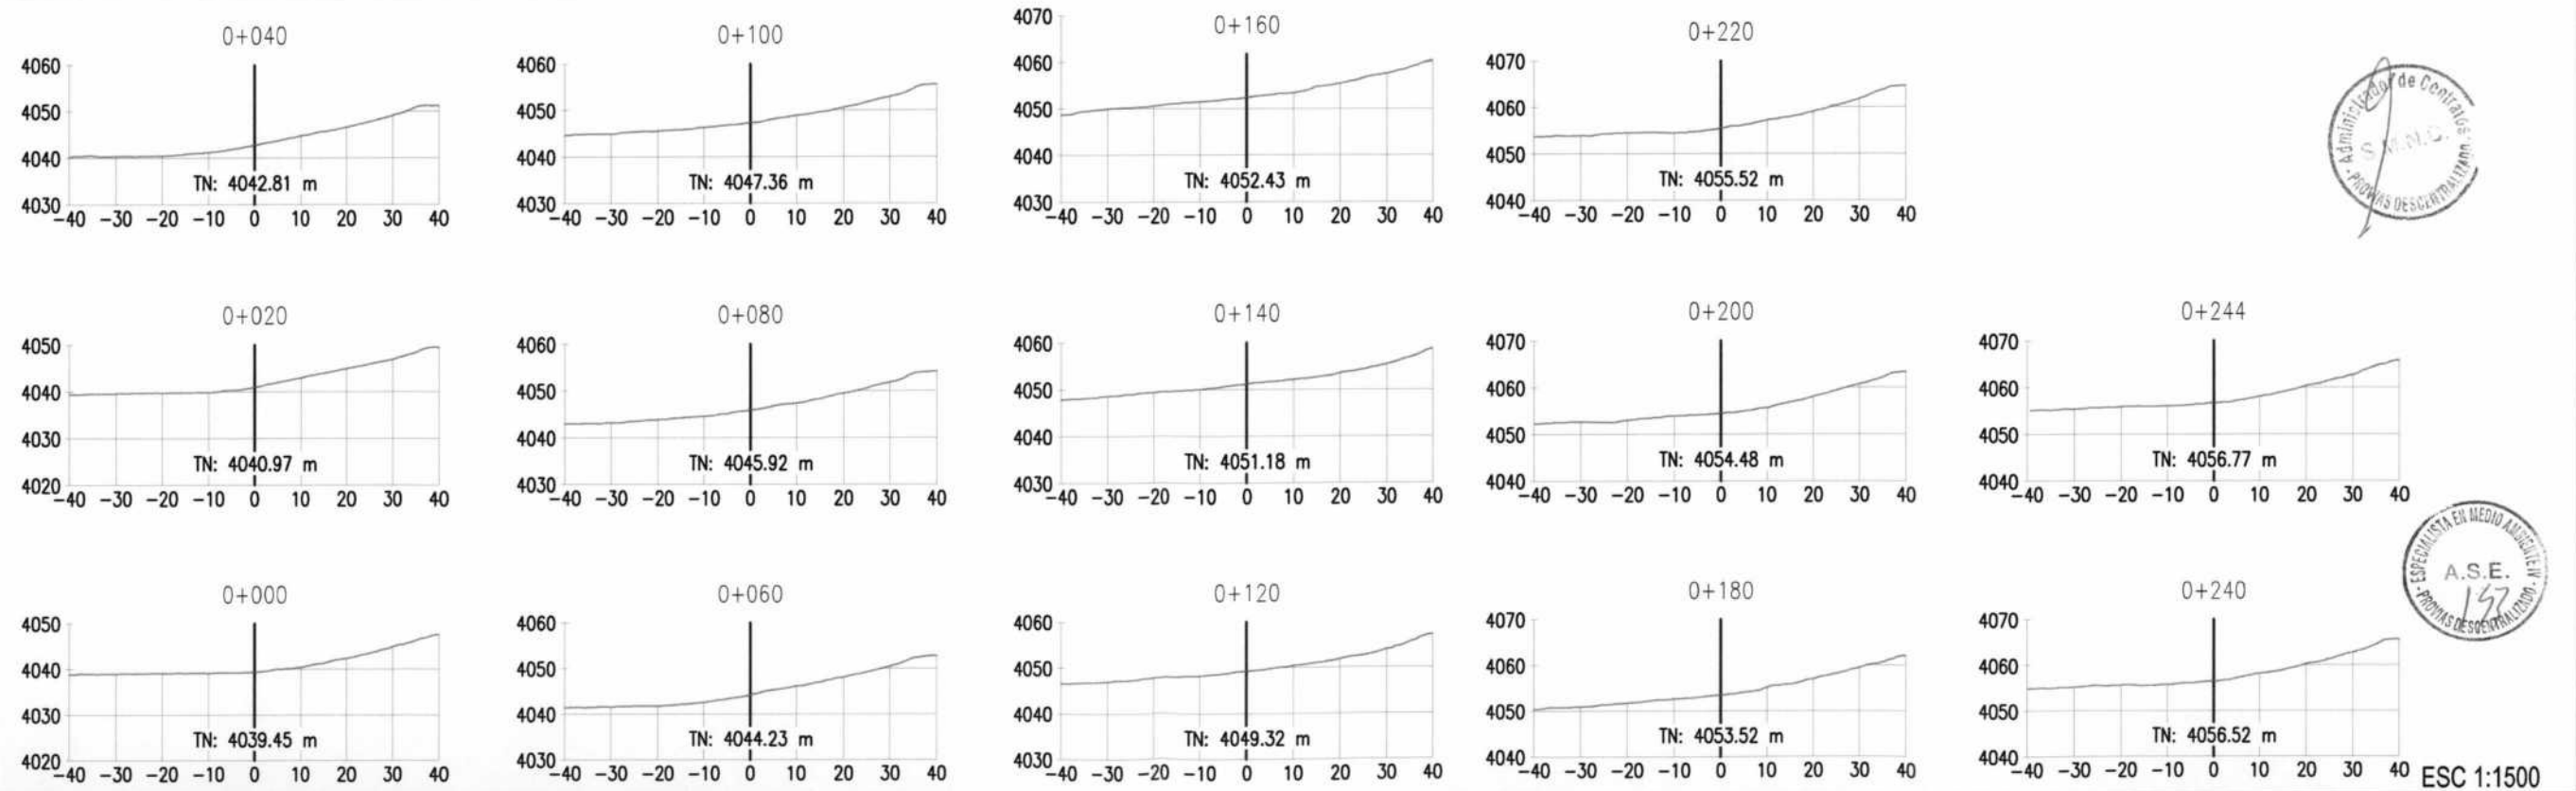 0+040
4060
4050
4040
4030
TN: 4042.81 m
-40 -30 -20 -10 0 10 20 30 40
0+100
4060
4050
4040
4030
TN: 4047.36 m
-40 -30 -20 -10 0 10 20 30 40
0+160
4070
4060
4050
4040
4030
TN: 4052.43 m
-40 -30 -20 -10 0 10 20 30 40
0+220
4070
4060
4050
4040
TN: 4055.52 m
-40 -30 -20 -10 0 10 20 30 40
Administrador de Contratos
S.M.N.Q.
PROVIAS DESCENTRALIZADO
0+020
4050
4040
4030
4020
TN: 4040.97 m
-40 -30 -20 -10 0 10 20 30 40
0+080
4060
4050
4040
4030
TN: 4045.92 m
-40 -30 -20 -10 0 10 20 30 40
0+140
4060
4050
4040
4030
TN: 4051.18 m
-40 -30 -20 -10 0 10 20 30 40
0+200
4070
4060
4050
4040
TN: 4054.48 m
-40 -30 -20 -10 0 10 20 30 40
0+244
4070
4060
4050
4040
TN: 4056.77 m
-40 -30 -20 -10 0 10 20 30 40
ESPECIALISTA EN MEDIO AMBIENTE IV
A.S.E.
157
PROVIAS DESCENTRALIZADO
0+000
4050
4040
4030
4020
TN: 4039.45 m
-40 -30 -20 -10 0 10 20 30 40
0+060
4060
4050
4040
4030
TN: 4044.23 m
-40 -30 -20 -10 0 10 20 30 40
0+120
4060
4050
4040
4030
TN: 4049.32 m
-40 -30 -20 -10 0 10 20 30 40
0+180
4070
4060
4050
4040
TN: 4053.52 m
-40 -30 -20 -10 0 10 20 30 40
0+240
4070
4060
4050
4040
TN: 4056.52 m
-40 -30 -20 -10 0 10 20 30 40
ESC 1:1500